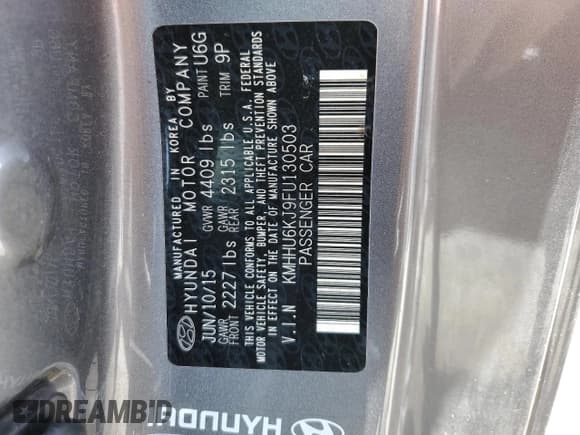 MANUFACTURED IN KOREA BY
HYUNDAI MOTOR COMPANY
JUN/10/15 GVWR 4409 lbs PAINT U6G
GAWR FRONT 2227 lbs GAWR REAR 2315 lbs TRIM 9P
THIS VEHICLE CONFORMS TO ALL APPLICABLE U.S.A. FEDERAL
MOTOR VEHICLE SAFETY, BUMPER, AND THEFT PREVENTION STANDARDS
IN EFFECT ON THE DATE OF MANUFACTURE SHOWN ABOVE
V.I.N KMHHU6KJ9FU130503
PASSENGER CAR
HYUNDAI
DREAMB'D.com